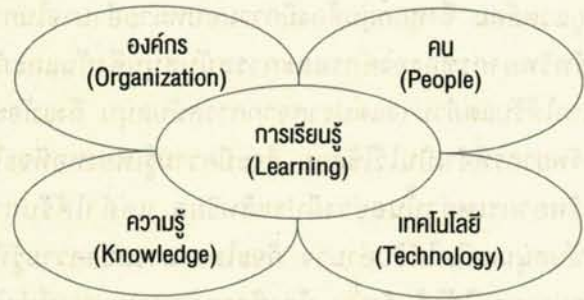 องค์กร
(Organization)
คน
(People)
การเรียนรู้
(Learning)
ความรู้
(Knowledge)
เทคโนโลยี
(Technology)